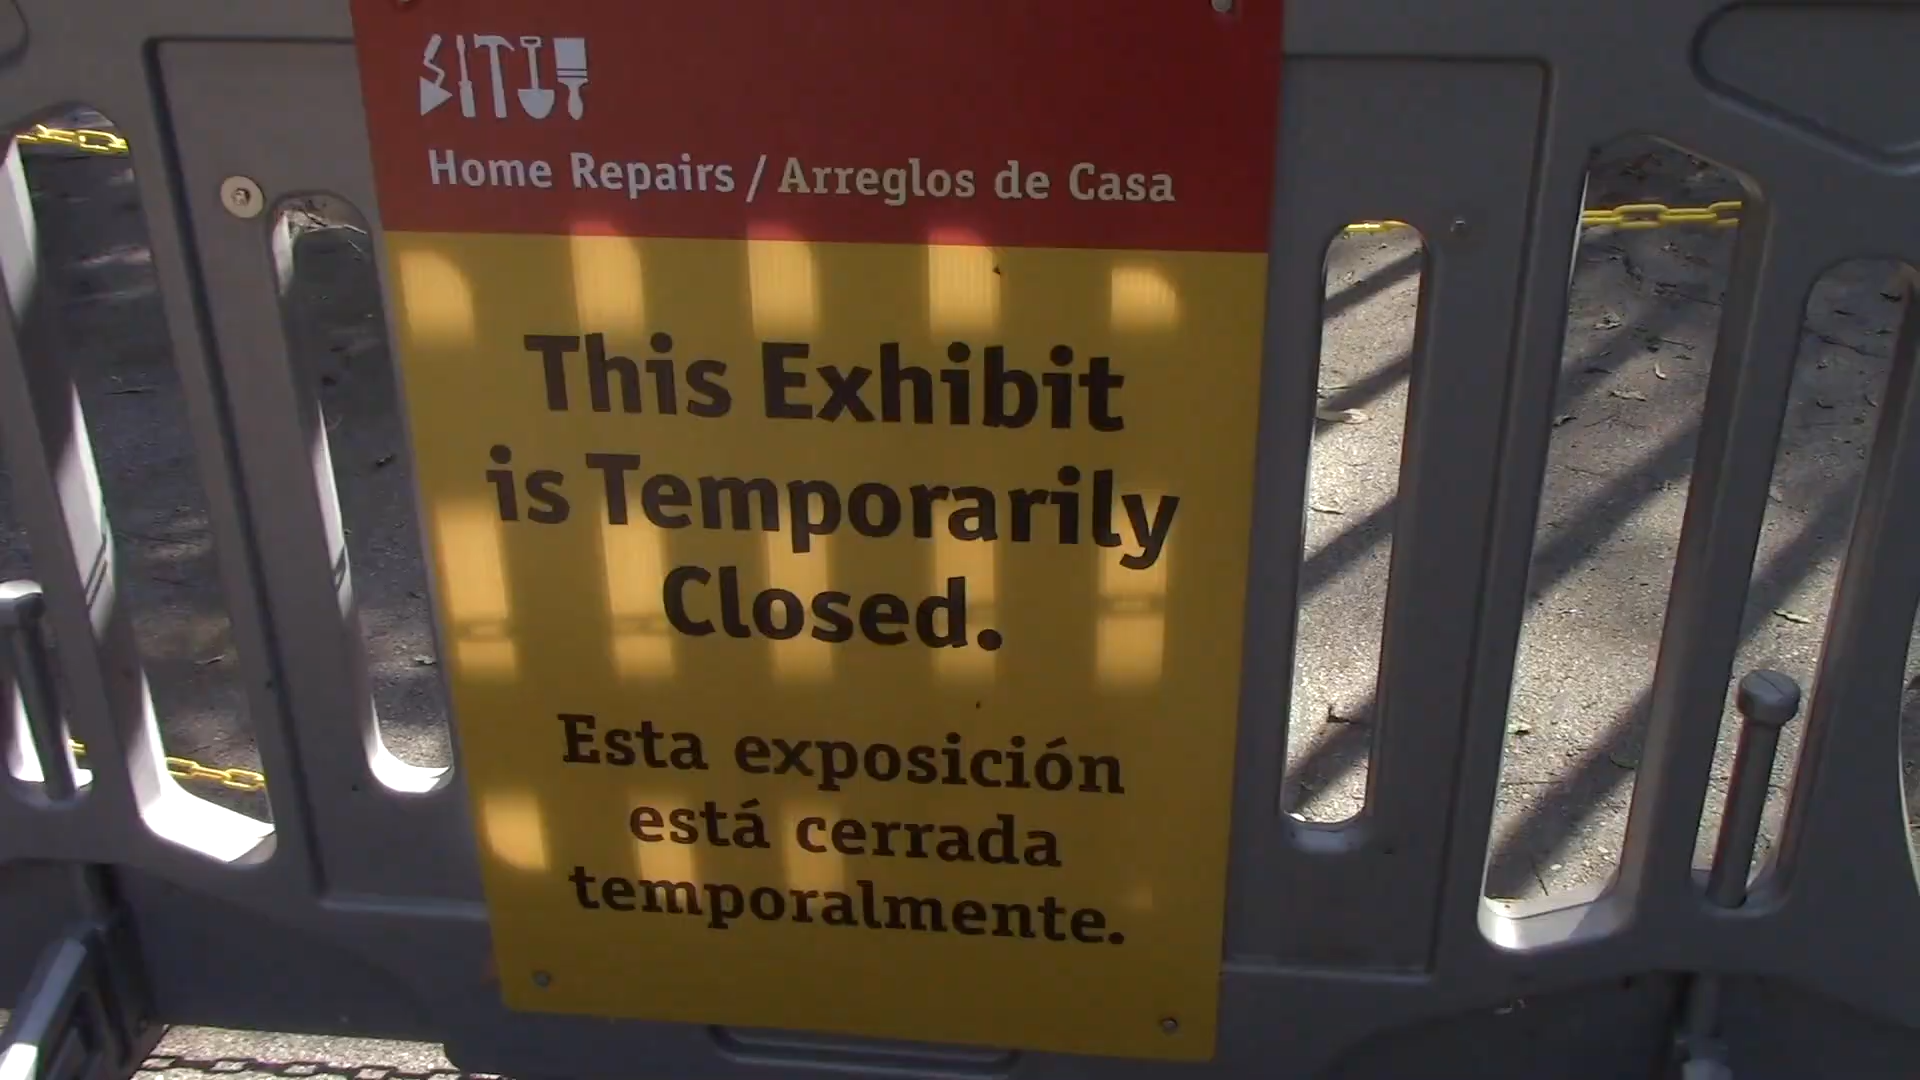 Home Repairs / Arreglos de Casa
This Exhibit
is Temporarily
Closed.
Esta exposición
está cerrada
temporalmente.